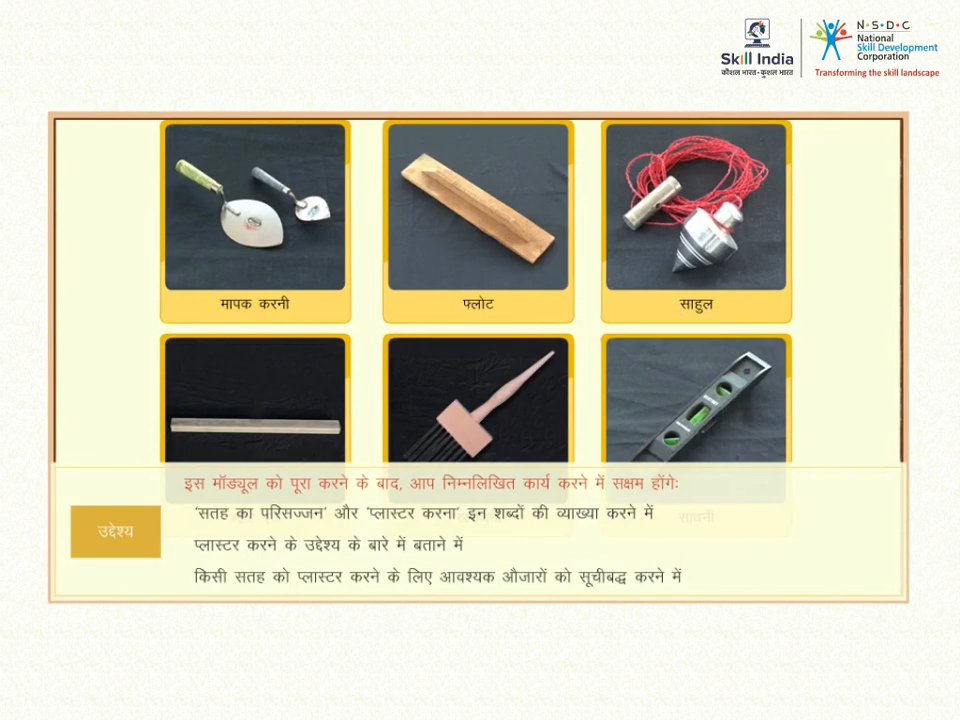 N·S·D·C
National
Skill Development
Corporation
Transforming the skill landscape
Skill India
कौशल भारत-कुशल भारत
मापक करनी
फ्लोट
साहुल
इस मॉड्यूल को पूरा करने के बाद, आप निम्नलिखित कार्य करने में सक्षम होंगे:
उद्देश्य
'सतह का परिसज्जन' और 'प्लास्टर करना' इन शब्दों की व्याख्या करने में
साधनी
प्लास्टर करने के उद्देश्य के बारे में बताने में
किसी सतह को प्लास्टर करने के लिए आवश्यक औजारों को सूचीबद्ध करने में